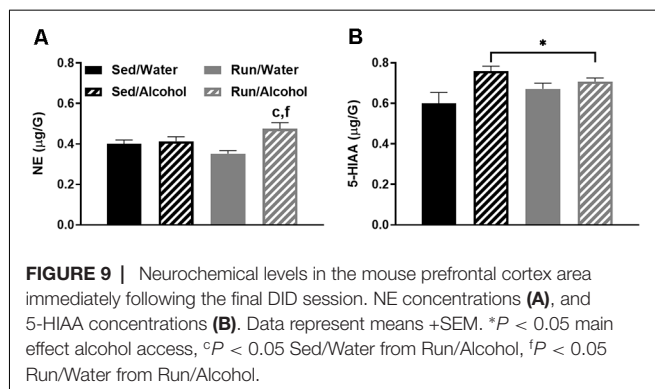 A
B
Sed/Water Run/Water
Sed/Alcohol Run/Alcohol
0.8
0.6
0.4
0.2
0.0
NE (µg/G)
c,f
0.8
0.6
0.4
0.2
0.0
5-HIAA (µg/G)
*
FIGURE 9 | Neurochemical levels in the mouse prefrontal cortex area
immediately following the final DID session. NE concentrations (A), and
5-HIAA concentrations (B). Data represent means +SEM. *P < 0.05 main
effect alcohol access, ᶜP < 0.05 Sed/Water from Run/Alcohol, ᶠP < 0.05
Run/Water from Run/Alcohol.